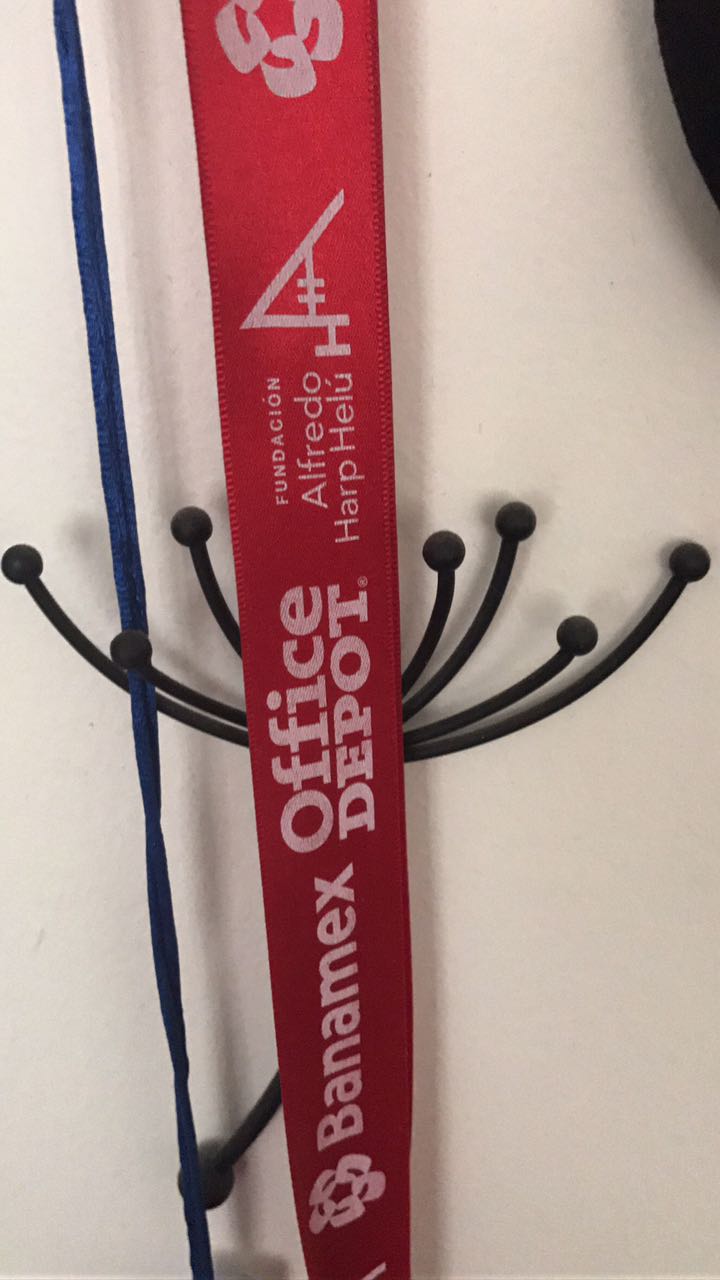 Banamex
Office
DEPOT®
FUNDACIÓN
Alfredo
Harp Helú